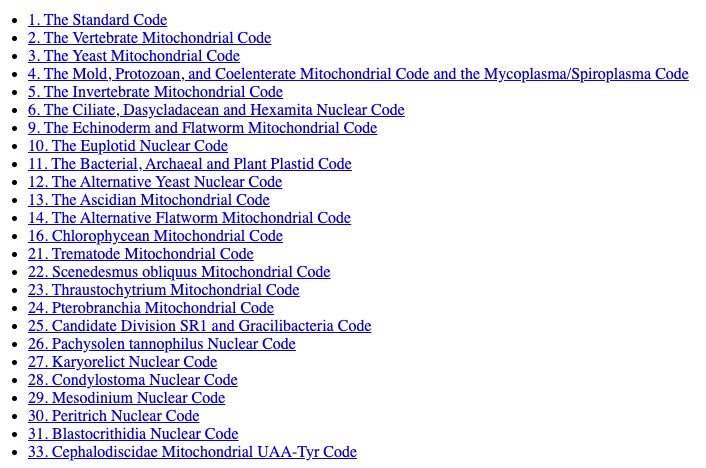 1. The Standard Code
2. The Vertebrate Mitochondrial Code
3. The Yeast Mitochondrial Code
4. The Mold, Protozoan, and Coelenterate Mitochondrial Code and the Mycoplasma/Spiroplasma Code
5. The Invertebrate Mitochondrial Code
6. The Ciliate, Dasycladacean and Hexamita Nuclear Code
9. The Echinoderm and Flatworm Mitochondrial Code
10. The Euplotid Nuclear Code
11. The Bacterial, Archaeal and Plant Plastid Code
12. The Alternative Yeast Nuclear Code
13. The Ascidian Mitochondrial Code
14. The Alternative Flatworm Mitochondrial Code
16. Chlorophycean Mitochondrial Code
21. Trematode Mitochondrial Code
22. Scenedesmus obliquus Mitochondrial Code
23. Thraustochytrium Mitochondrial Code
24. Pterobranchia Mitochondrial Code
25. Candidate Division SR1 and Gracilibacteria Code
26. Pachysolen tannophilus Nuclear Code
27. Karyorelict Nuclear Code
28. Condylostoma Nuclear Code
29. Mesodinium Nuclear Code
30. Peritrich Nuclear Code
31. Blastocrithidia Nuclear Code
33. Cephalodiscidae Mitochondrial UAA-Tyr Code